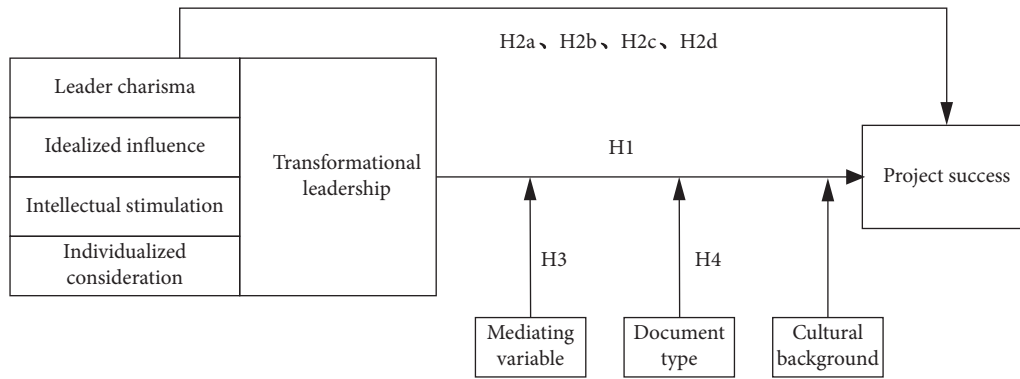 H2a、H2b、H2c、H2d
Leader charisma
Idealized influence
Intellectual stimulation
Individualized
consideration
Transformational
leadership
H1
Project success
H3
H4
Mediating
variable
Document
type
Cultural
background